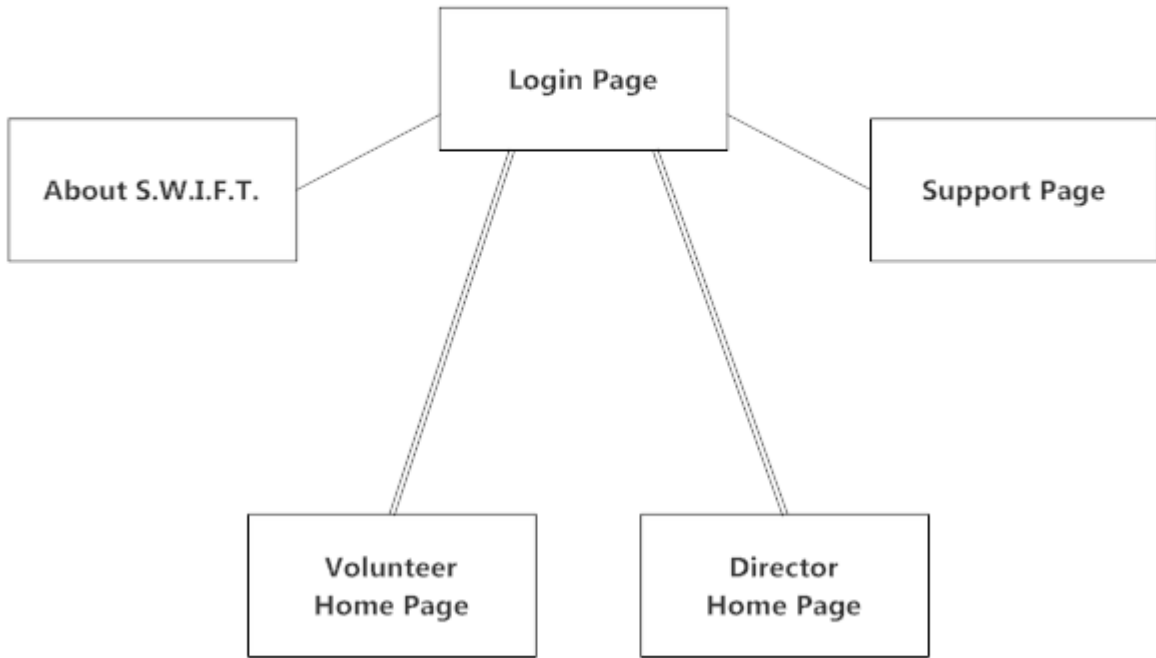 Login Page
About S.W.I.F.T.
Support Page
Volunteer
Home Page
Director
Home Page